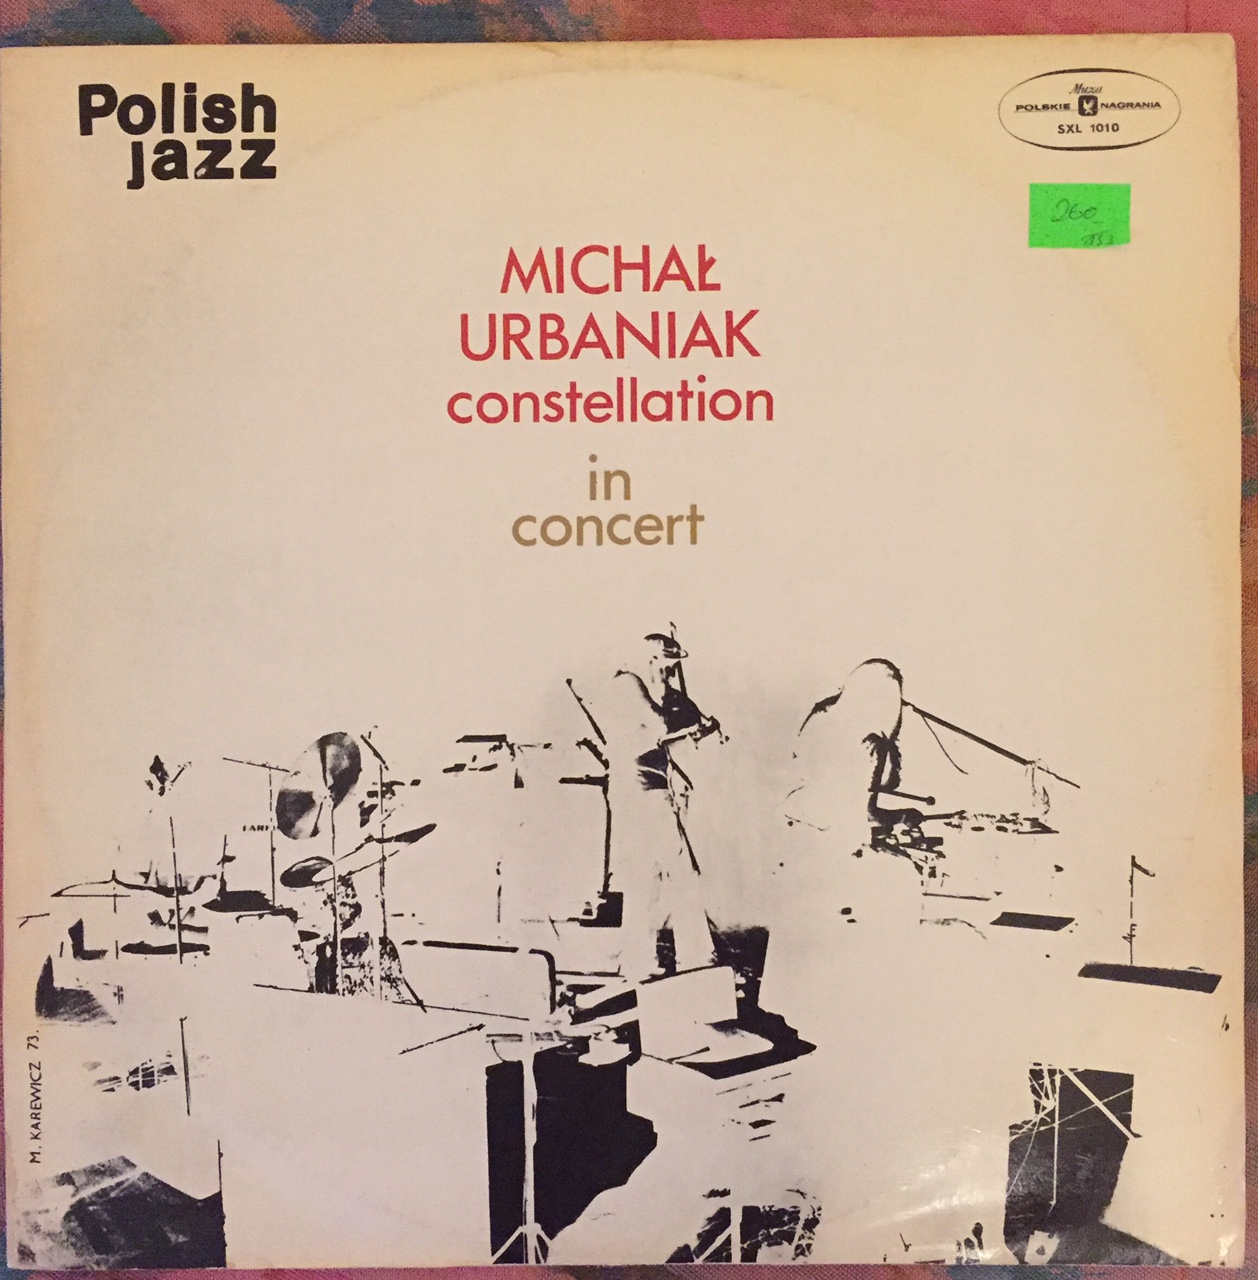 Polish
jazz
Muza
POLSKIE NAGRANIA
SXL 1010
260
MICHAŁ
URBANIAK
constellation
in
concert
M. KAREWICZ 73.